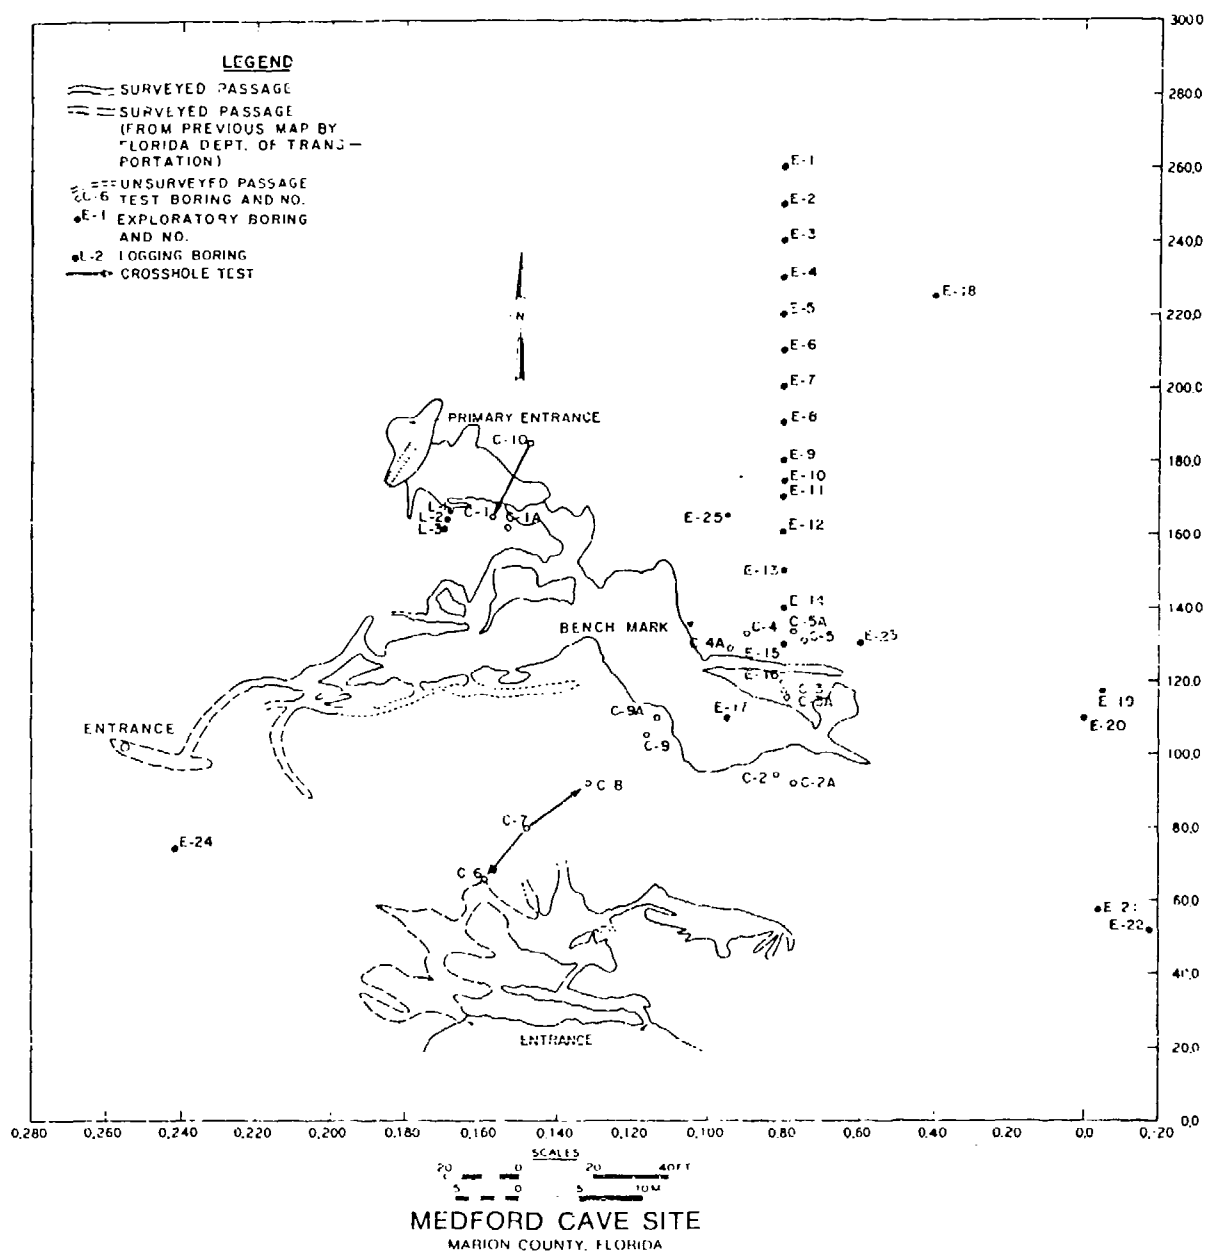 LEGEND
SURVEYED PASSAGE
SURVEYED PASSAGE
(FROM PREVIOUS MAP BY
FLORIDA DEPT. OF TRANS-
PORTATION)
UNSURVEYED PASSAGE
C-6 TEST BORING AND NO.
E-1 EXPLORATORY BORING
AND NO.
L-2 LOGGING BORING
CROSSHOLE TEST
N
300.0
280.0
260.0
240.0
220.0
200.0
180.0
160.0
140.0
120.0
100.0
80.0
60.0
40.0
20.0
0.0
E-1
E-2
E-3
E-4
E-18
E-5
E-6
E-7
E-8
E-9
E-10
E-11
E-12
E-25
E-13
E-14
PRIMARY ENTRANCE
C-10
L-1
L-2
L-3
C-1
C-1A
BENCH MARK
C-4
C-5A
C-5
E-23
C-4A
E-15
E-16
C-3
C-3A
E-17
E-19
E-20
C-9A
C-9
ENTRANCE
C-2
C-2A
C-8
C-7
E-24
C-6
E-21
E-22
ENTRANCE
0,280
0,260
0,240
0,220
0,200
0,180
0,160
0,140
0,120
0,100
0,80
0,60
0,40
0,0
0,-20
SCALES
20 0 20 40 FT
5 0 5 10 M
MEDFORD CAVE SITE
MARION COUNTY, FLORIDA